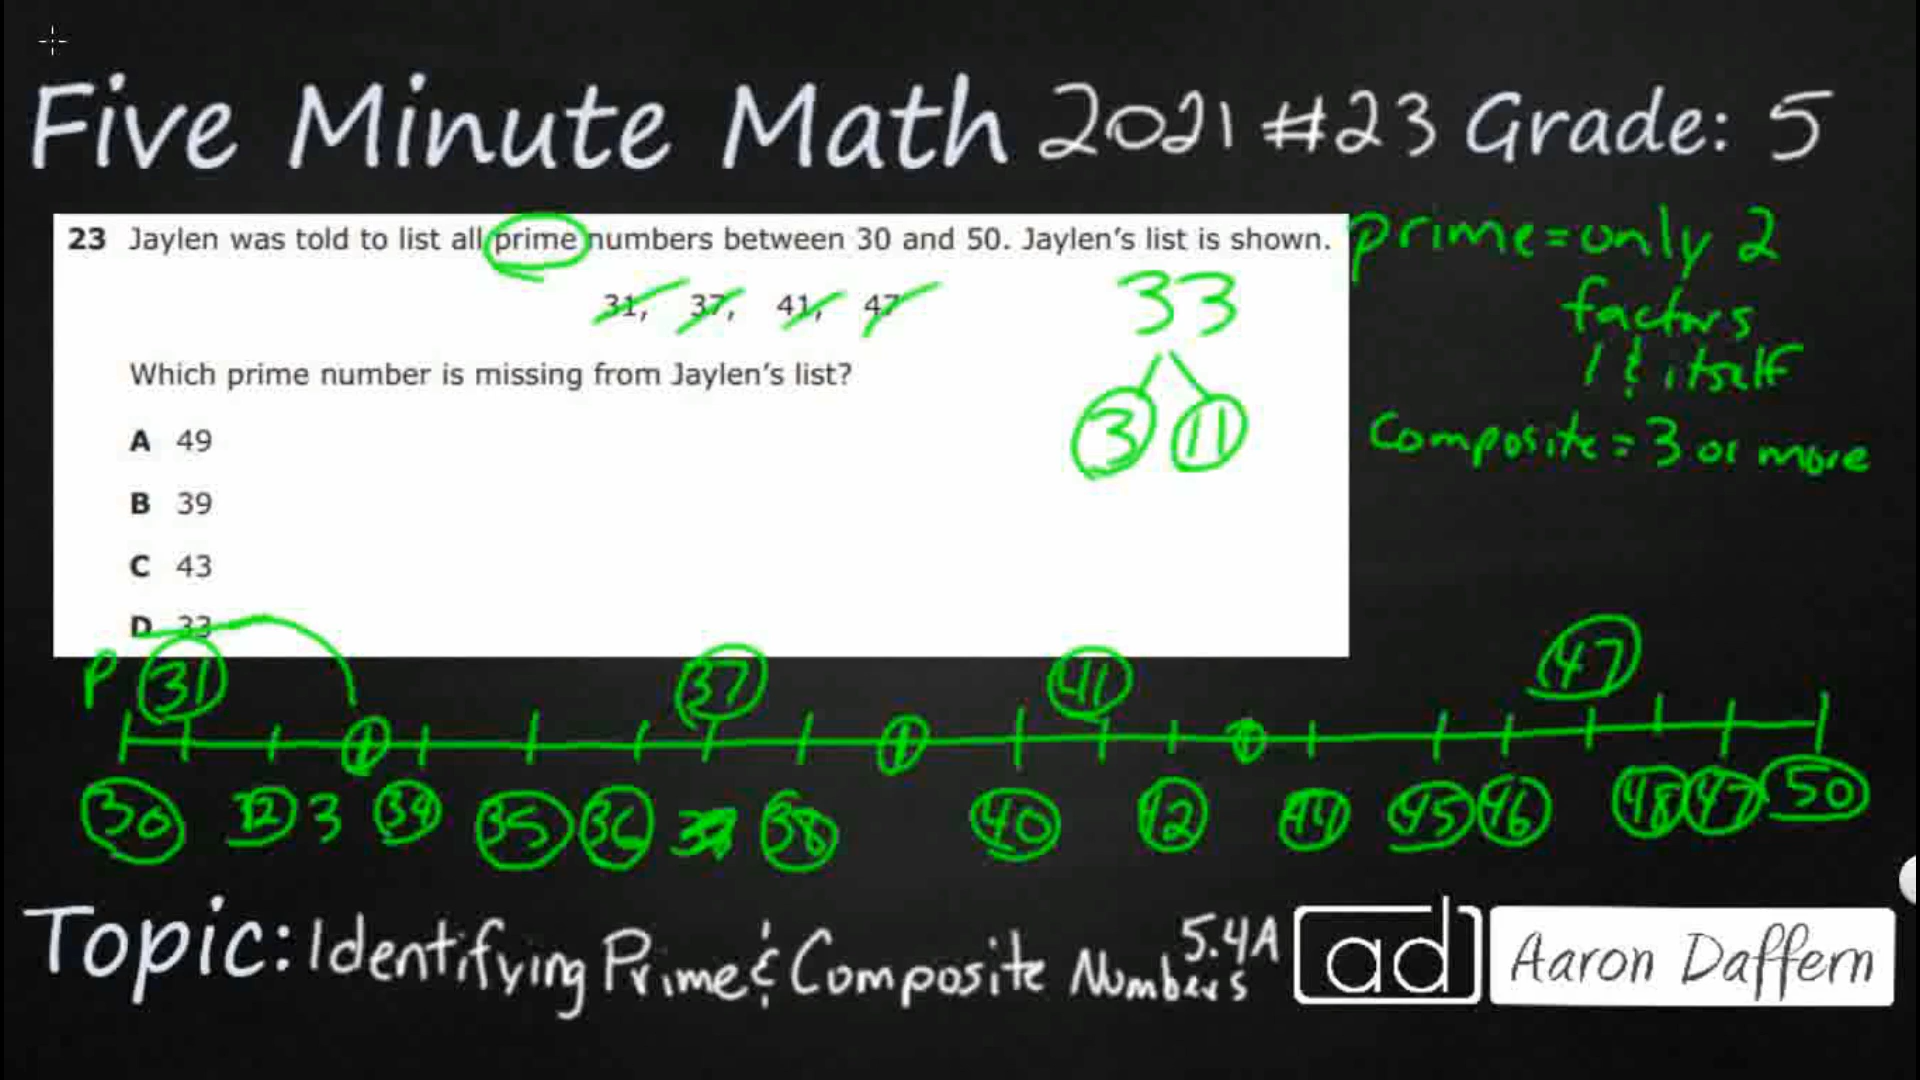 Five Minute Math 2021 #23 Grade: 5
23 Jaylen was told to list all prime numbers between 30 and 50. Jaylen's list is shown.
31, 37, 41, 47
Which prime number is missing from Jaylen's list?
A 49
B 39
C 43
D 33
33
3 11
prime = only 2
factors
1 & itself
Composite = 3 or more
P 31 37 41 47
30 32 3 34 35 36 38 40 42 44 45 46 48 47 50
Topic: Identifying Prime & Composite Numbers 5.4A
ad Aaron Daffern